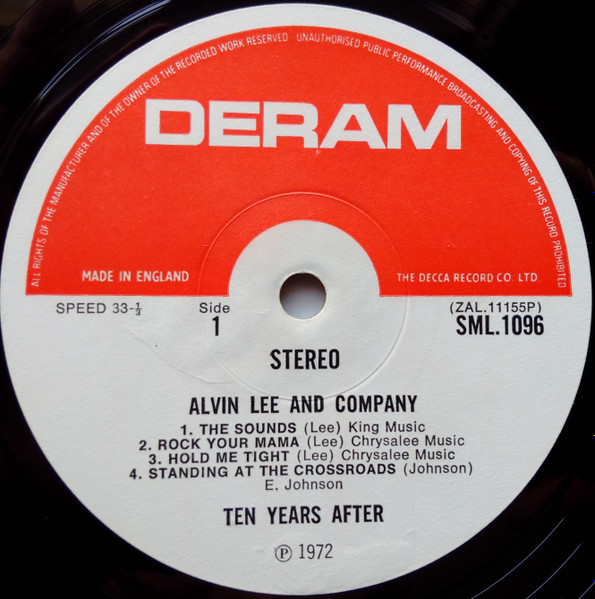 ALL RIGHTS OF THE MANUFACTURER AND OF THE OWNER OF THE RECORDED WORK RESERVED · UNAUTHORISED PUBLIC PERFORMANCE BROADCASTING AND COPYING OF THIS RECORD PROHIBITED
DERAM
MADE IN ENGLAND THE DECCA RECORD CO. LTD.
SPEED 33-⅓ Side (ZAL.11155P)
1 SML.1096
STEREO
ALVIN LEE AND COMPANY
1. THE SOUNDS (Lee) King Music
2. ROCK YOUR MAMA (Lee) Chrysalee Music
3. HOLD ME TIGHT (Lee) Chrysalee Music
4. STANDING AT THE CROSSROADS (Johnson)
E. Johnson
TEN YEARS AFTER
Ⓟ 1972